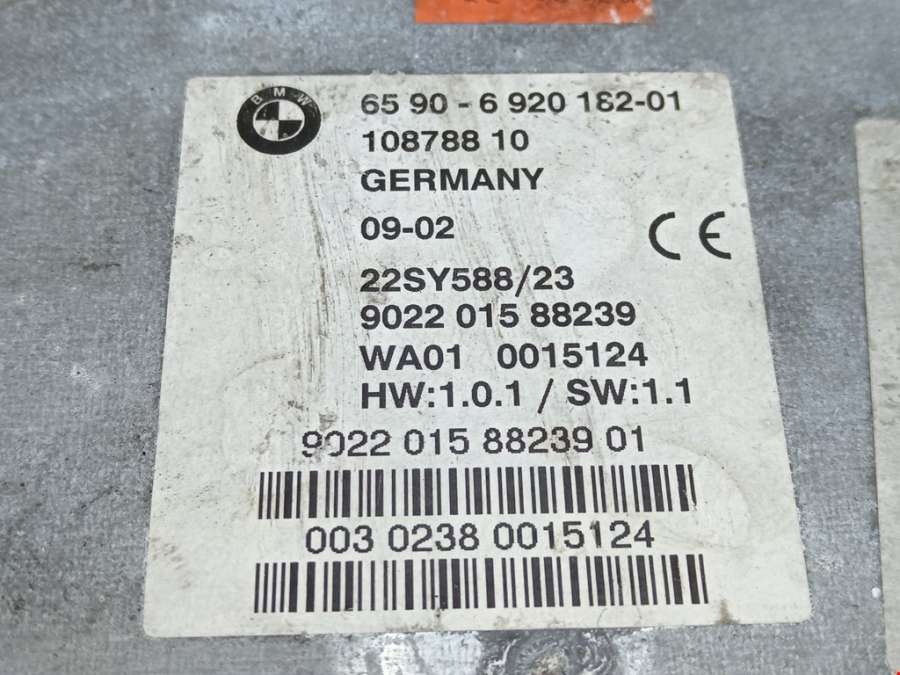 BMW
65 90 - 6 920 182-01
108788 10
GERMANY
09-02
CE
22SY588/23
9022 015 88239
WA01 0015124
HW:1.0.1 / SW:1.1
9022 015 88239 01
003 0238 0015124